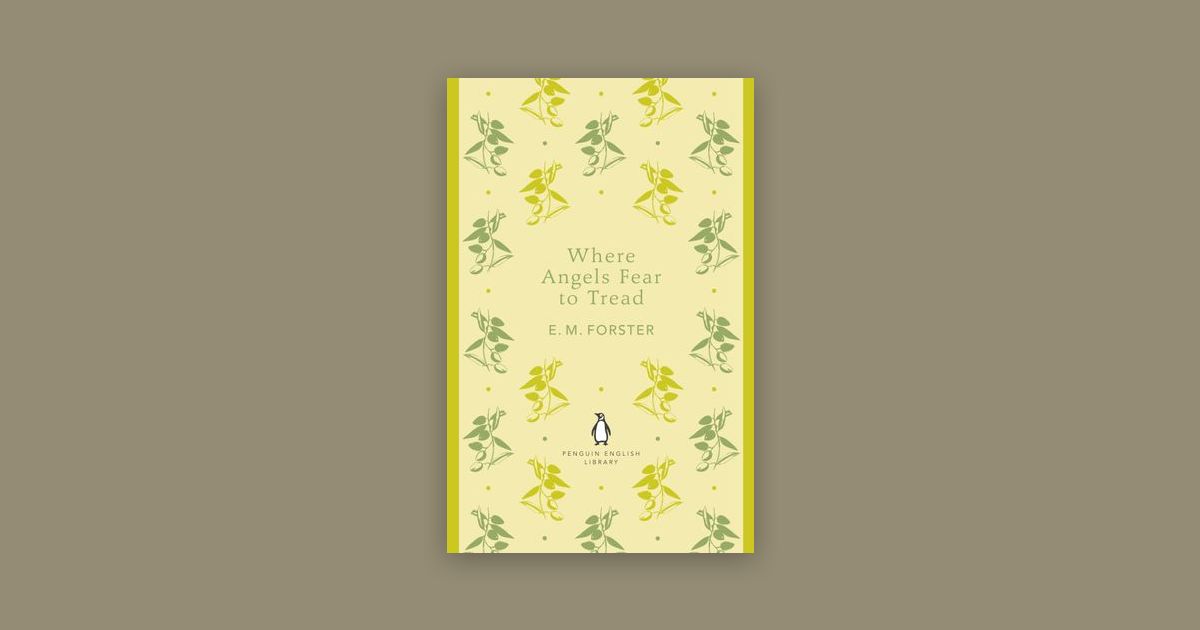 Where
Angels Fear
to Tread
E. M. FORSTER
PENGUIN ENGLISH
LIBRARY